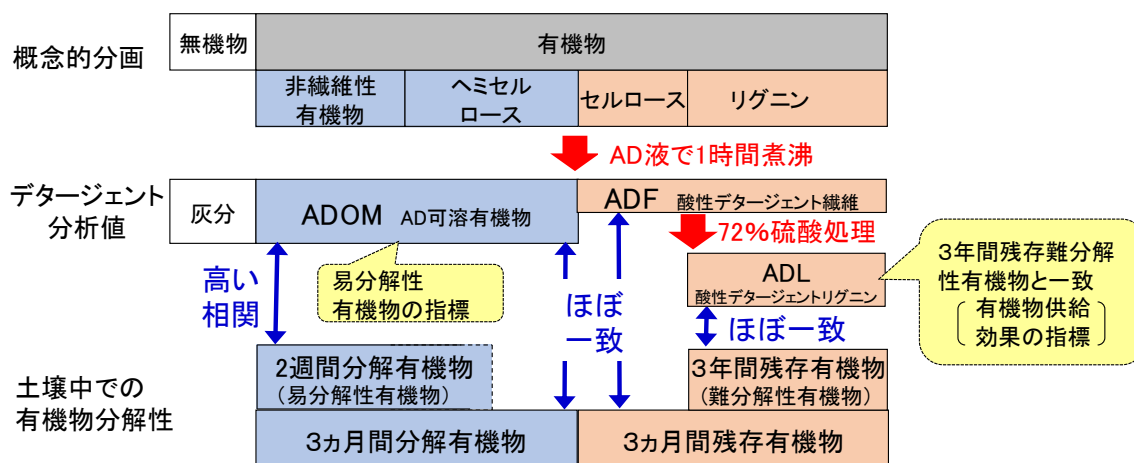 概念的分画
無機物
有機物
非繊維性
有機物
ヘミセル
ロース
セルロース
リグニン
AD液で1時間煮沸
デタージェント
分析値
灰分
ADOM AD可溶有機物
ADF 酸性デタージェント繊維
72%硫酸処理
高い
相関
易分解性
有機物の指標
ほぼ
一致
ADL
酸性デタージェントリグニン
ほぼ一致
3年間残存難分解
性有機物と一致
有機物供給
効果の指標
土壌中での
有機物分解性
2週間分解有機物
(易分解性有機物)
3年間残存有機物
(難分解性有機物)
3ヵ月間分解有機物
3ヵ月間残存有機物